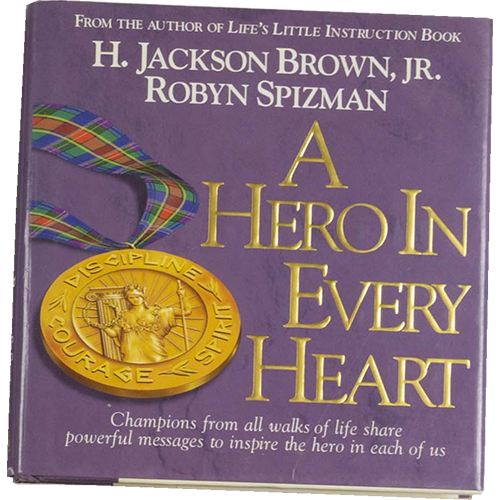 FROM THE AUTHOR OF LIFE'S LITTLE INSTRUCTION BOOK
H. JACKSON BROWN, JR.
ROBYN SPIZMAN
A
HERO IN
EVERY
HEART
DISCIPLINE
COURAGE
SPIRIT
Champions from all walks of life share
powerful messages to inspire the hero in each of us